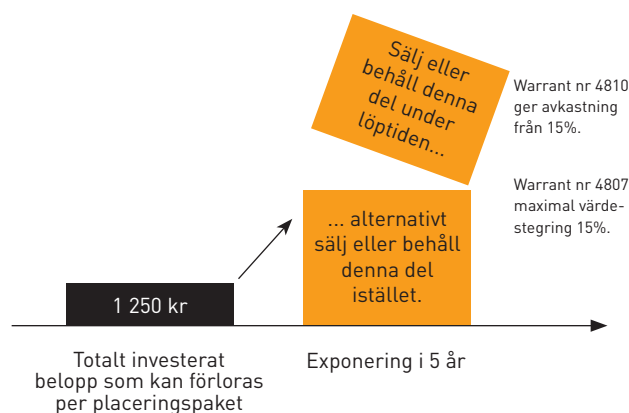 Sälj eller
behåll denna
del under
löptiden...
Warrant nr 4810
ger avkastning
från 15%.
Warrant nr 4807
maximal värde-
stegring 15%.
... alternativt
sälj eller behåll
denna del
istället.
1 250 kr
Totalt investerat
belopp som kan förloras
per placeringspaket
Exponering i 5 år